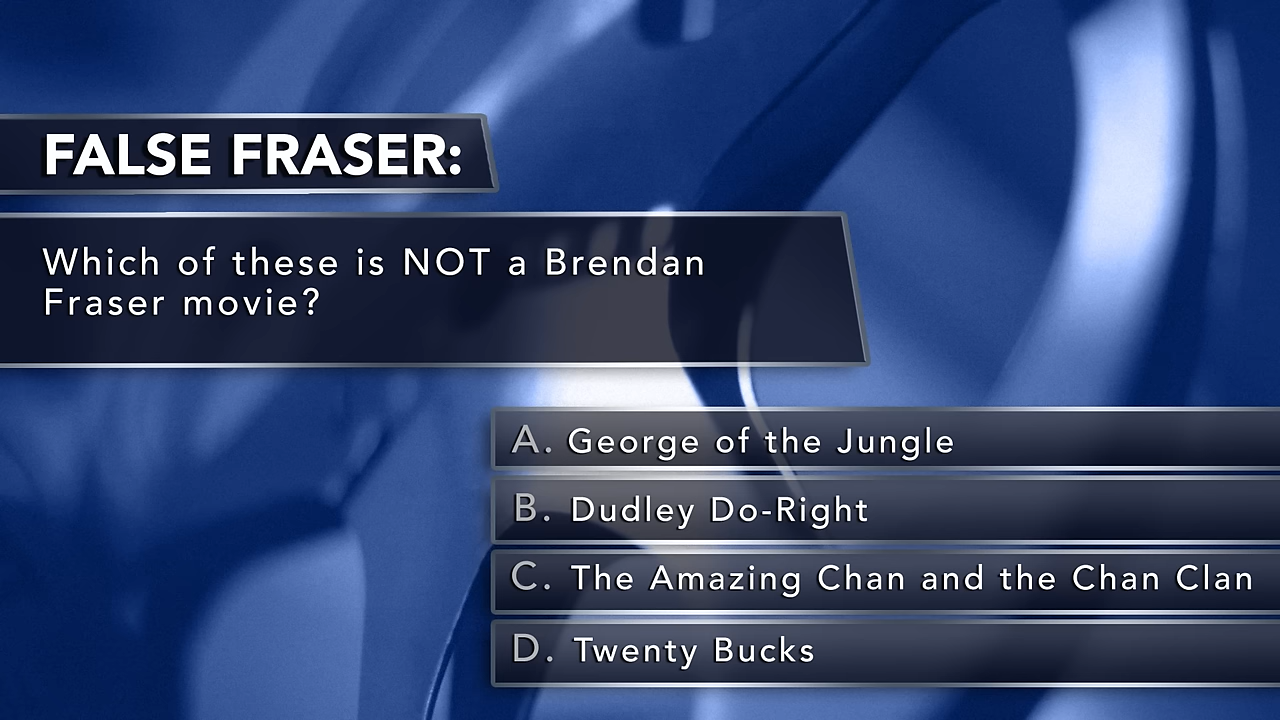 FALSE FRASER:
Which of these is NOT a Brendan
Fraser movie?
A. George of the Jungle
B. Dudley Do-Right
C. The Amazing Chan and the Chan Clan
D. Twenty Bucks